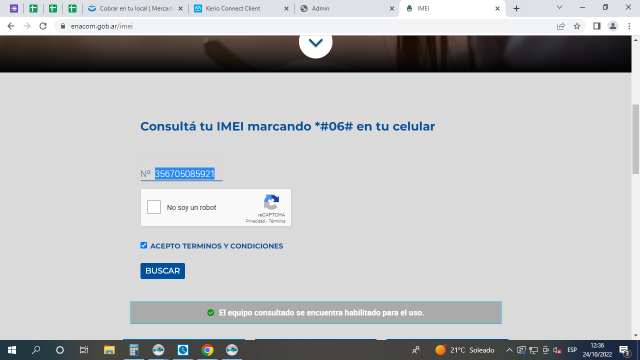 Cobrar en tu local | Mercado
Kerio Connect Client
Admin
IMEI
enacom.gob.ar/imei
Consultá tu IMEI marcando *#06# en tu celular
Nº 356705085921
No soy un robot
reCAPTCHA
Privacidad - Términos
ACEPTO TERMINOS Y CONDICIONES
BUSCAR
El equipo consultado se encuentra habilitado para el uso.
21°C Soleado
ESP
12:36
24/10/2022